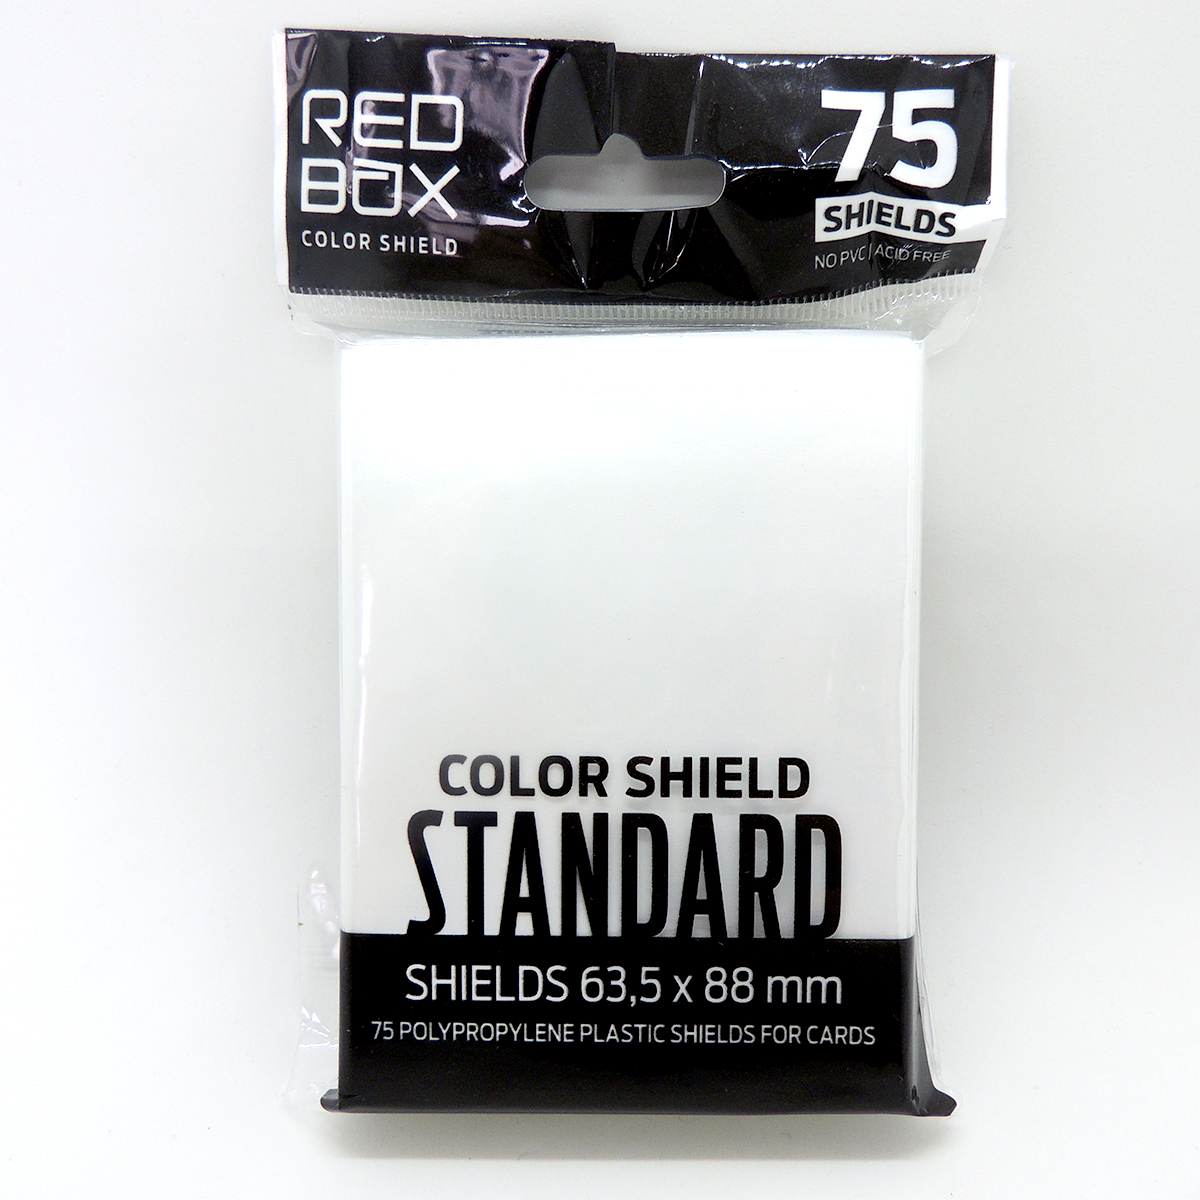 RED
BOX
COLOR SHIELD
75
SHIELDS
NO PVC | ACID FREE
COLOR SHIELD
STANDARD
SHIELDS 63,5 x 88 mm
75 POLYPROPYLENE PLASTIC SHIELDS FOR CARDS